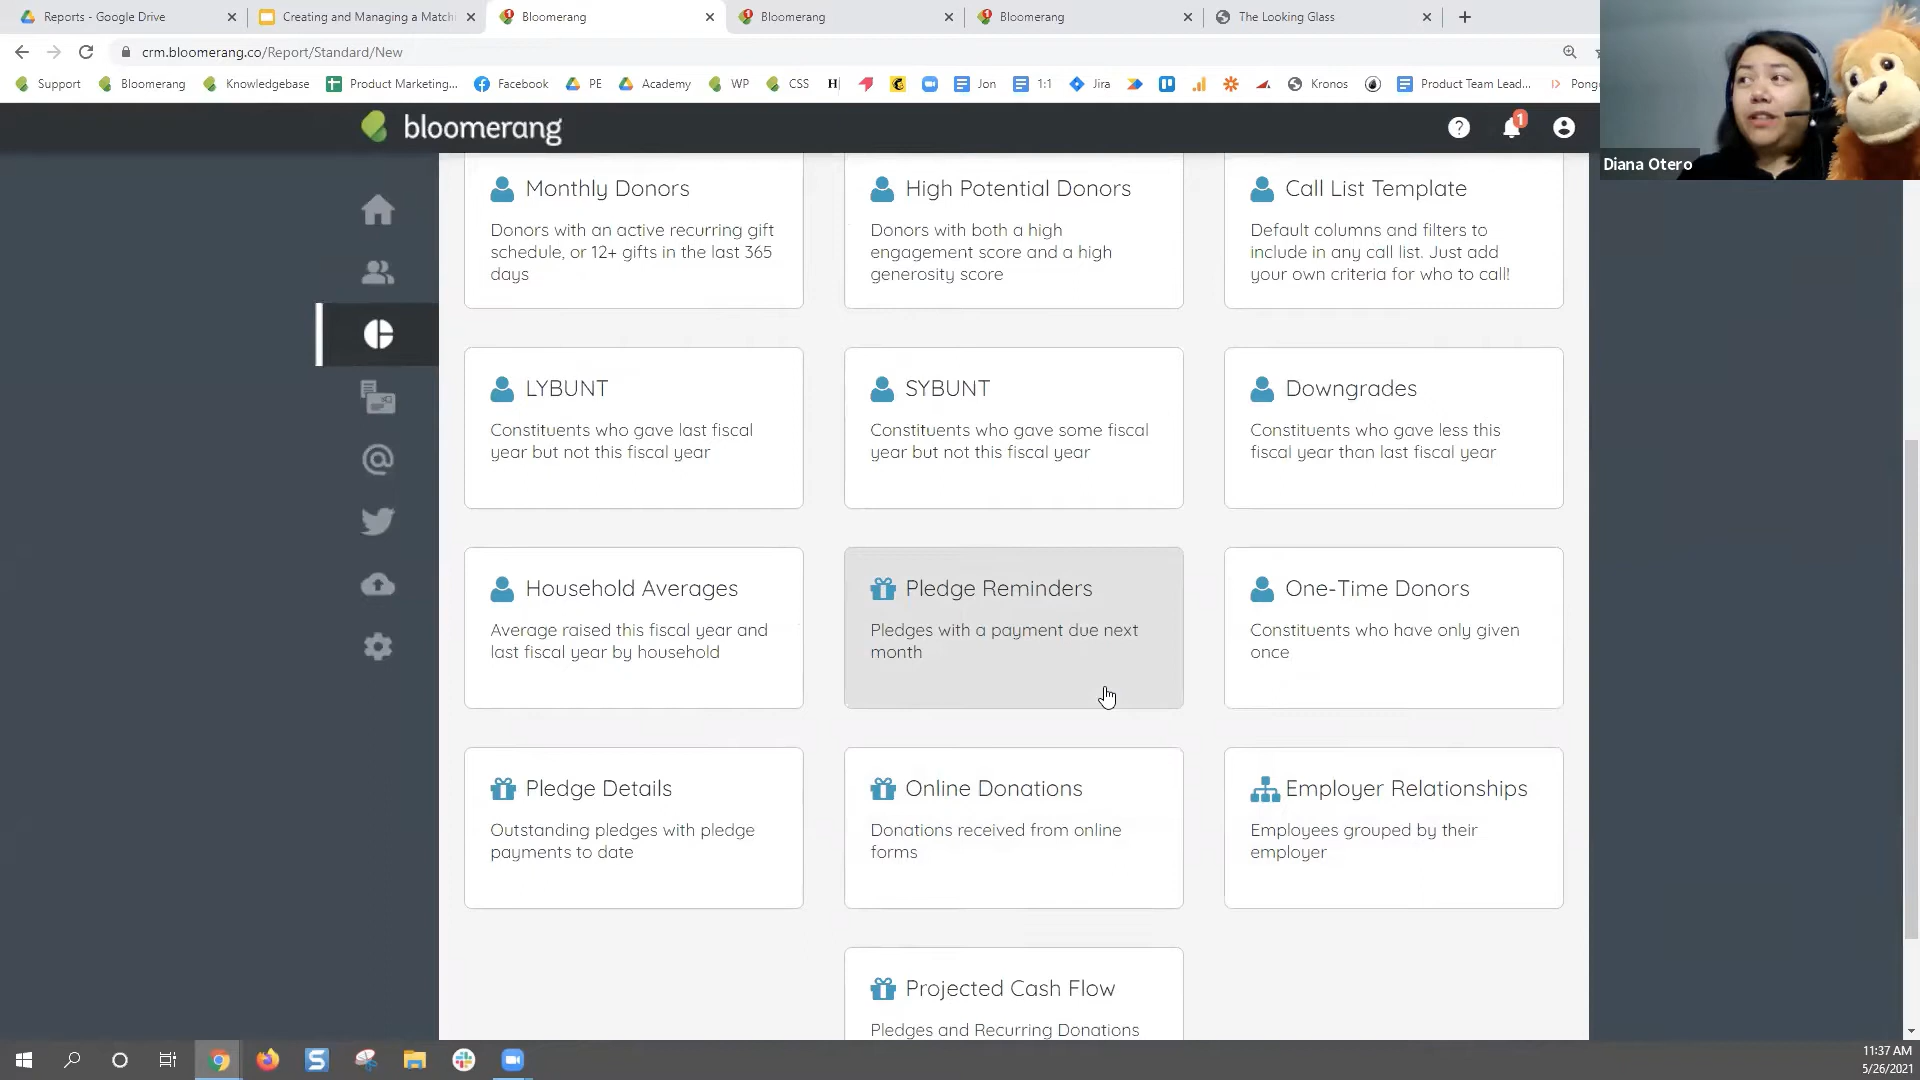 Reports - Google Drive
Creating and Managing a Matchi
Bloomerang
Bloomerang
Bloomerang
The Looking Glass
crm.bloomerang.co/Report/Standard/New
Support
Bloomerang
Knowledgebase
Product Marketing...
Facebook
PE
Academy
WP
CSS
H
Jon
1:1
Jira
Kronos
Product Team Lead...
Pong
bloomerang
1
Diana Otero
Monthly Donors
Donors with an active recurring gift
schedule, or 12+ gifts in the last 365
days
High Potential Donors
Donors with both a high
engagement score and a high
generosity score
Call List Template
Default columns and filters to
include in any call list. Just add
your own criteria for who to call!
LYBUNT
Constituents who gave last fiscal
year but not this fiscal year
SYBUNT
Constituents who gave some fiscal
year but not this fiscal year
Downgrades
Constituents who gave less this
fiscal year than last fiscal year
Household Averages
Average raised this fiscal year and
last fiscal year by household
Pledge Reminders
Pledges with a payment due next
month
One-Time Donors
Constituents who have only given
once
Pledge Details
Outstanding pledges with pledge
payments to date
Online Donations
Donations received from online
forms
Employer Relationships
Employees grouped by their
employer
Projected Cash Flow
Pledges and Recurring Donations
11:37 AM
5/26/2021